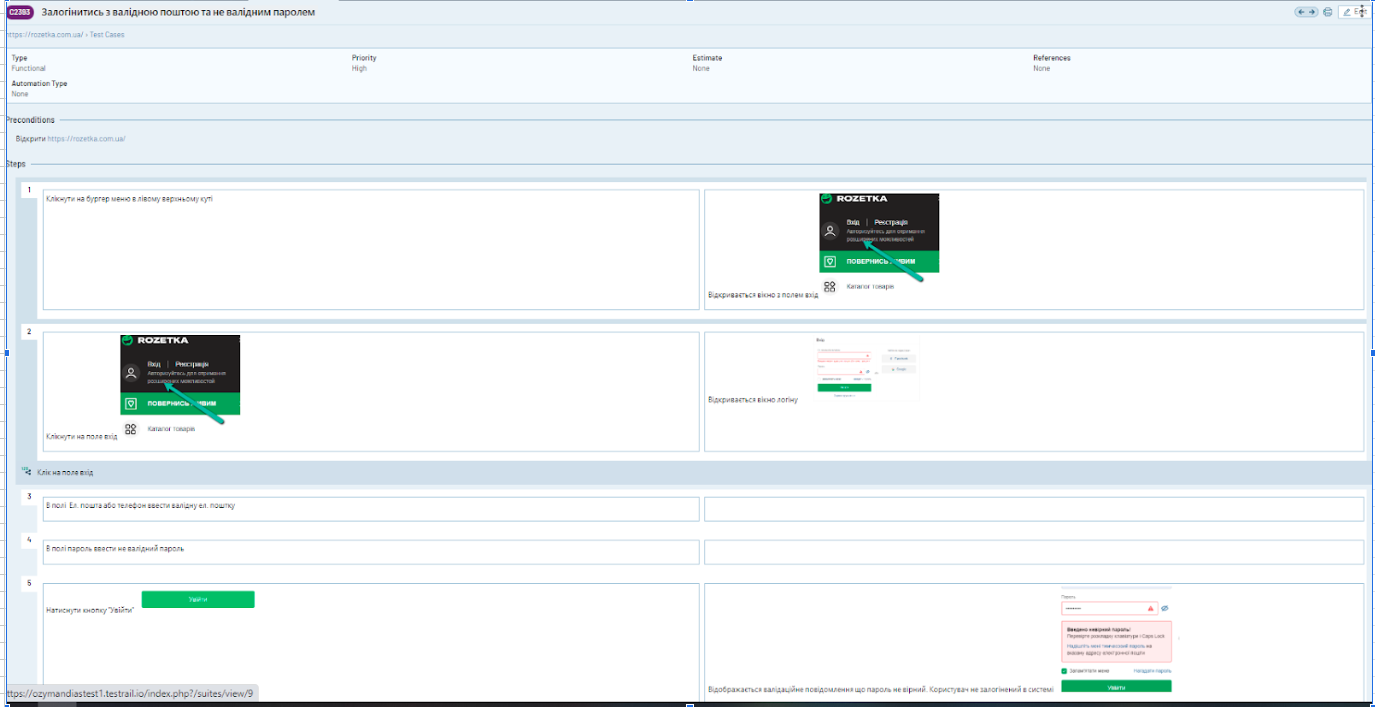 C2393 Залогінитись з валідною поштою та не валідним паролем
https://rozetka.com.ua/ › Test Cases
Type
Functional
Priority
High
Estimate
None
References
None
Automation Type
None
Preconditions
Відкрити https://rozetka.com.ua/
Steps
1
Клікнути на бургер меню в лівому верхньому куті
ROZETKA
Вхід | Реєстрація
Авторизуйтесь для отримання
розширених можливостей
ПОВЕРНИСЬ ЖИВИМ
Каталог товарів
Відкривається вікно з полем вхід
2
ROZETKA
Вхід | Реєстрація
Авторизуйтесь для отримання
розширених можливостей
ПОВЕРНИСЬ ЖИВИМ
Каталог товарів
Клікнути на поле вхід
Вхід
Відкривається вікно логіну
Клік на поле вхід
3
В полі Ел. пошта або телефон ввести валідну ел. поштку
4
В полі пароль ввести не валідний пароль
5
Натиснути кнопку "Увійти"
Увійти
Пароль
Введено невірний пароль!
Перевірте розкладку клавіатури і Caps Lock
Надішліть мені тимчасовий пароль на
вказану адресу електронної пошти
Запам'ятати мене
Нагадати пароль
Увійти
Відображається валідаційне повідомлення що пароль не вірний. Користувач не залогінений в системі
ttps://ozymandiastest1.testrail.io/index.php?/suites/view/9